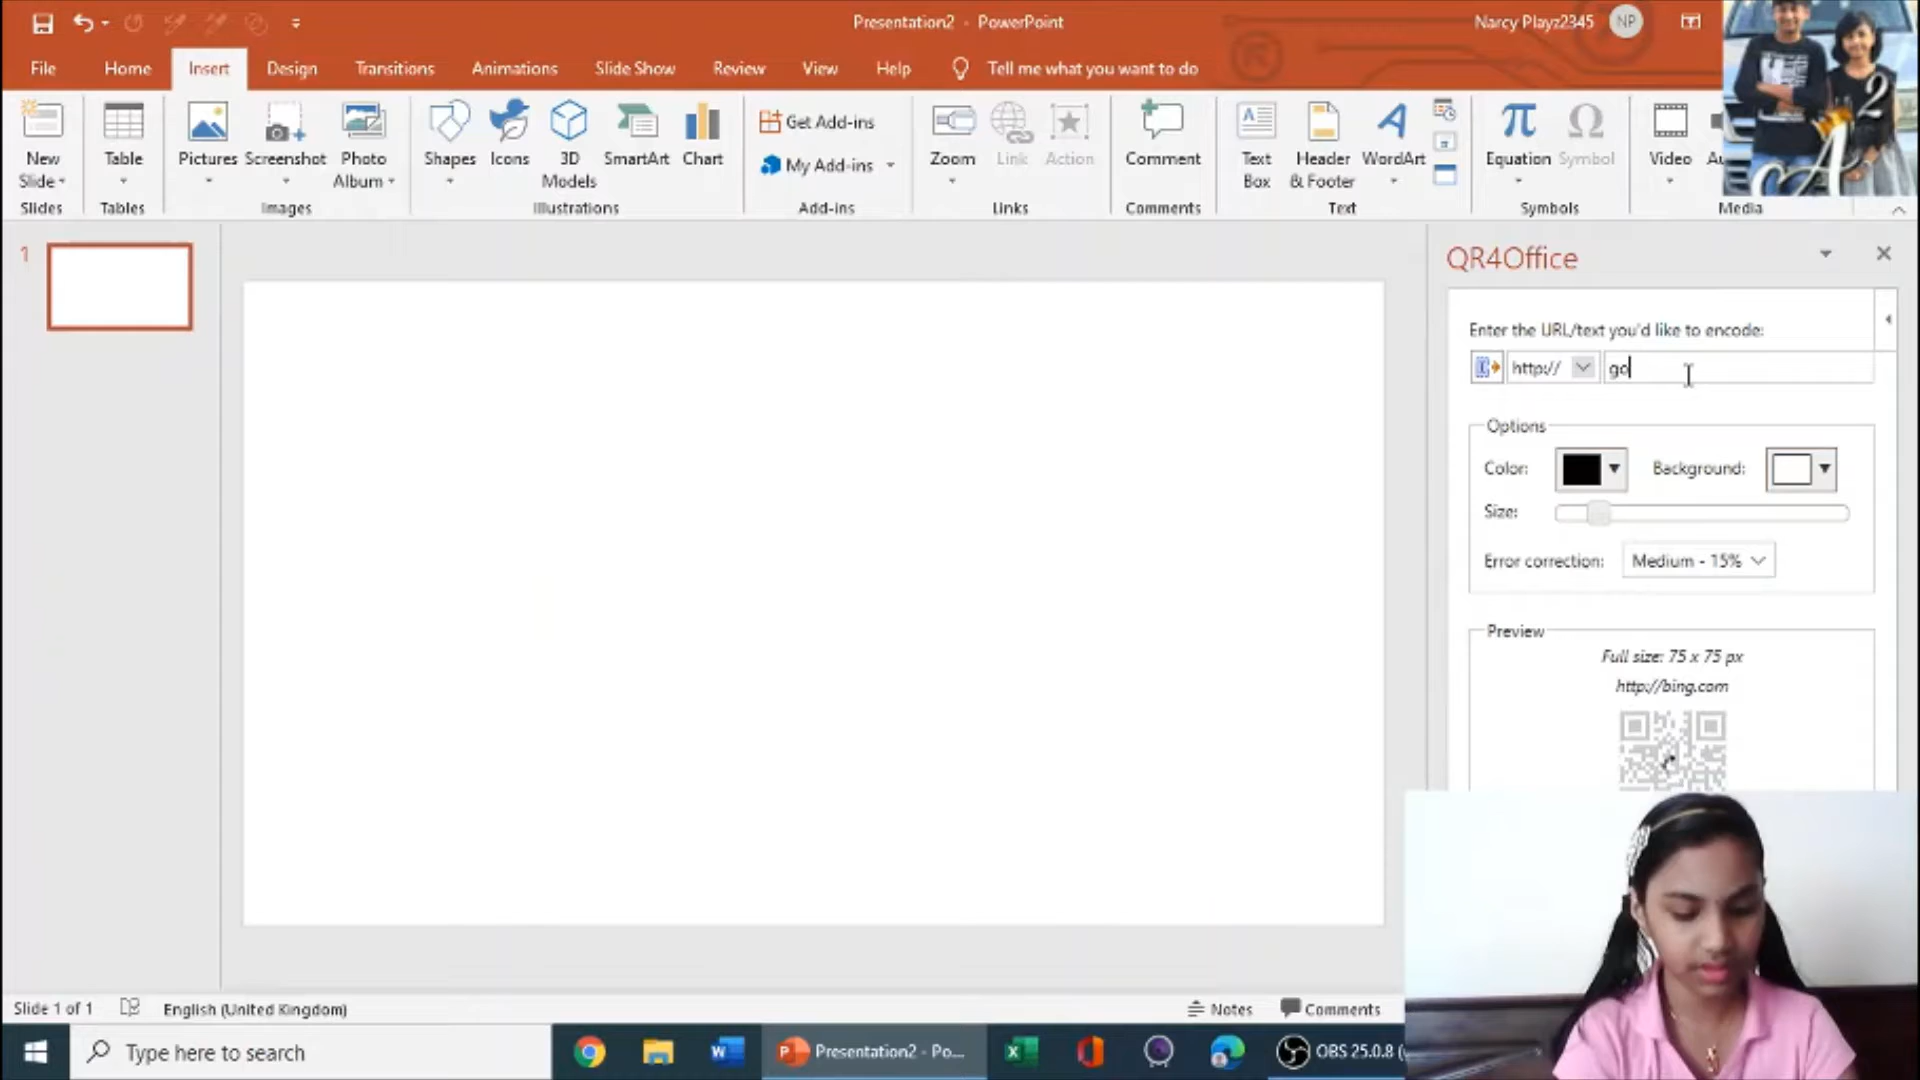 Presentation2 - PowerPoint
Narcy Playz2345 NP
File Home Insert Design Transitions Animations Slide Show Review View Help Tell me what you want to do
New Slide
Table
Pictures
Screenshot
Photo Album
Shapes
Icons
3D Models
SmartArt
Chart
Get Add-ins
My Add-ins
Zoom
Link
Action
Comment
Text Box
Header & Footer
WordArt
Equation
Symbol
Video
Slides Tables Images Illustrations Add-ins Links Comments Text Symbols Media
A2
1
QR4Office
Enter the URL/text you'd like to encode:
http:// go
Options
Color: Background:
Size:
Error correction: Medium - 15%
Preview
Full size: 75 x 75 px
http://bing.com
Slide 1 of 1 English (United Kingdom) Notes Comments
Type here to search Presentation2 - Po... OBS 25.0.8 (